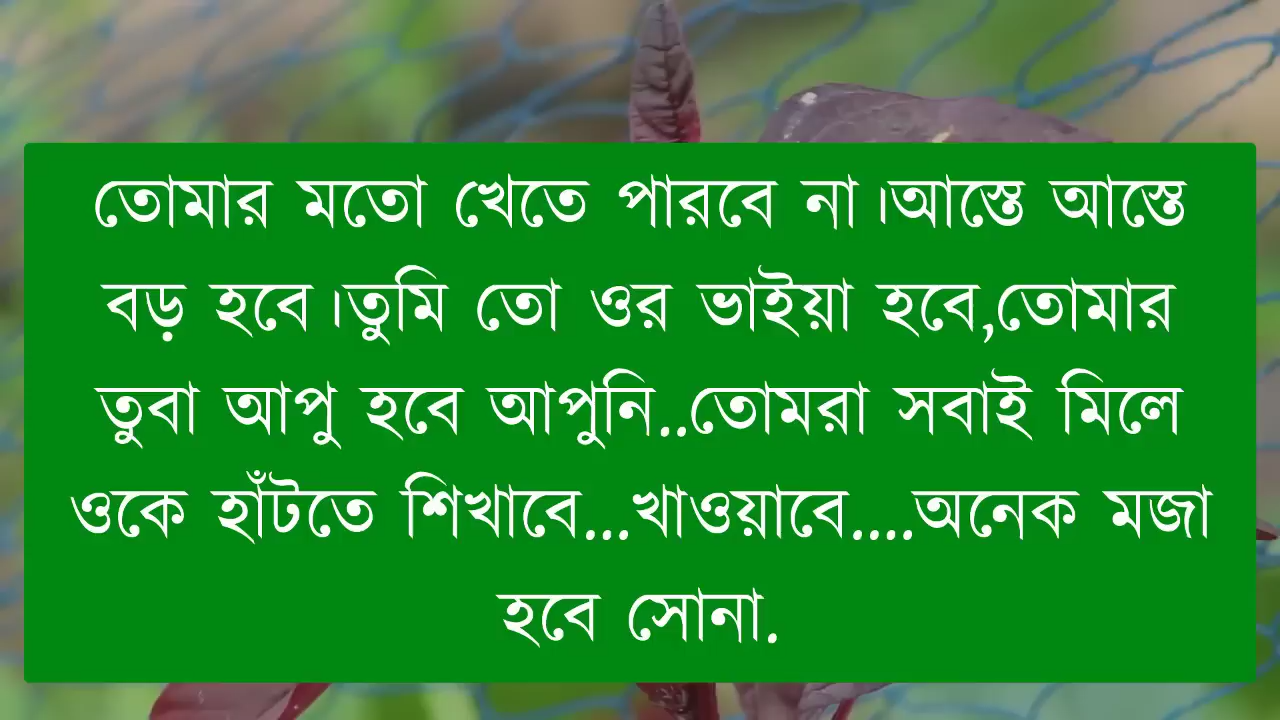 তোমার মতো খেতে পারবে না।আস্তে আস্তে
বড় হবে।তুমি তো ওর ভাইয়া হবে,তোমার
তুবা আপু হবে আপুনি..তোমরা সবাই মিলে
ওকে হাঁটতে শিখাবে...খাওয়াবে....অনেক মজা
হবে সোনা.